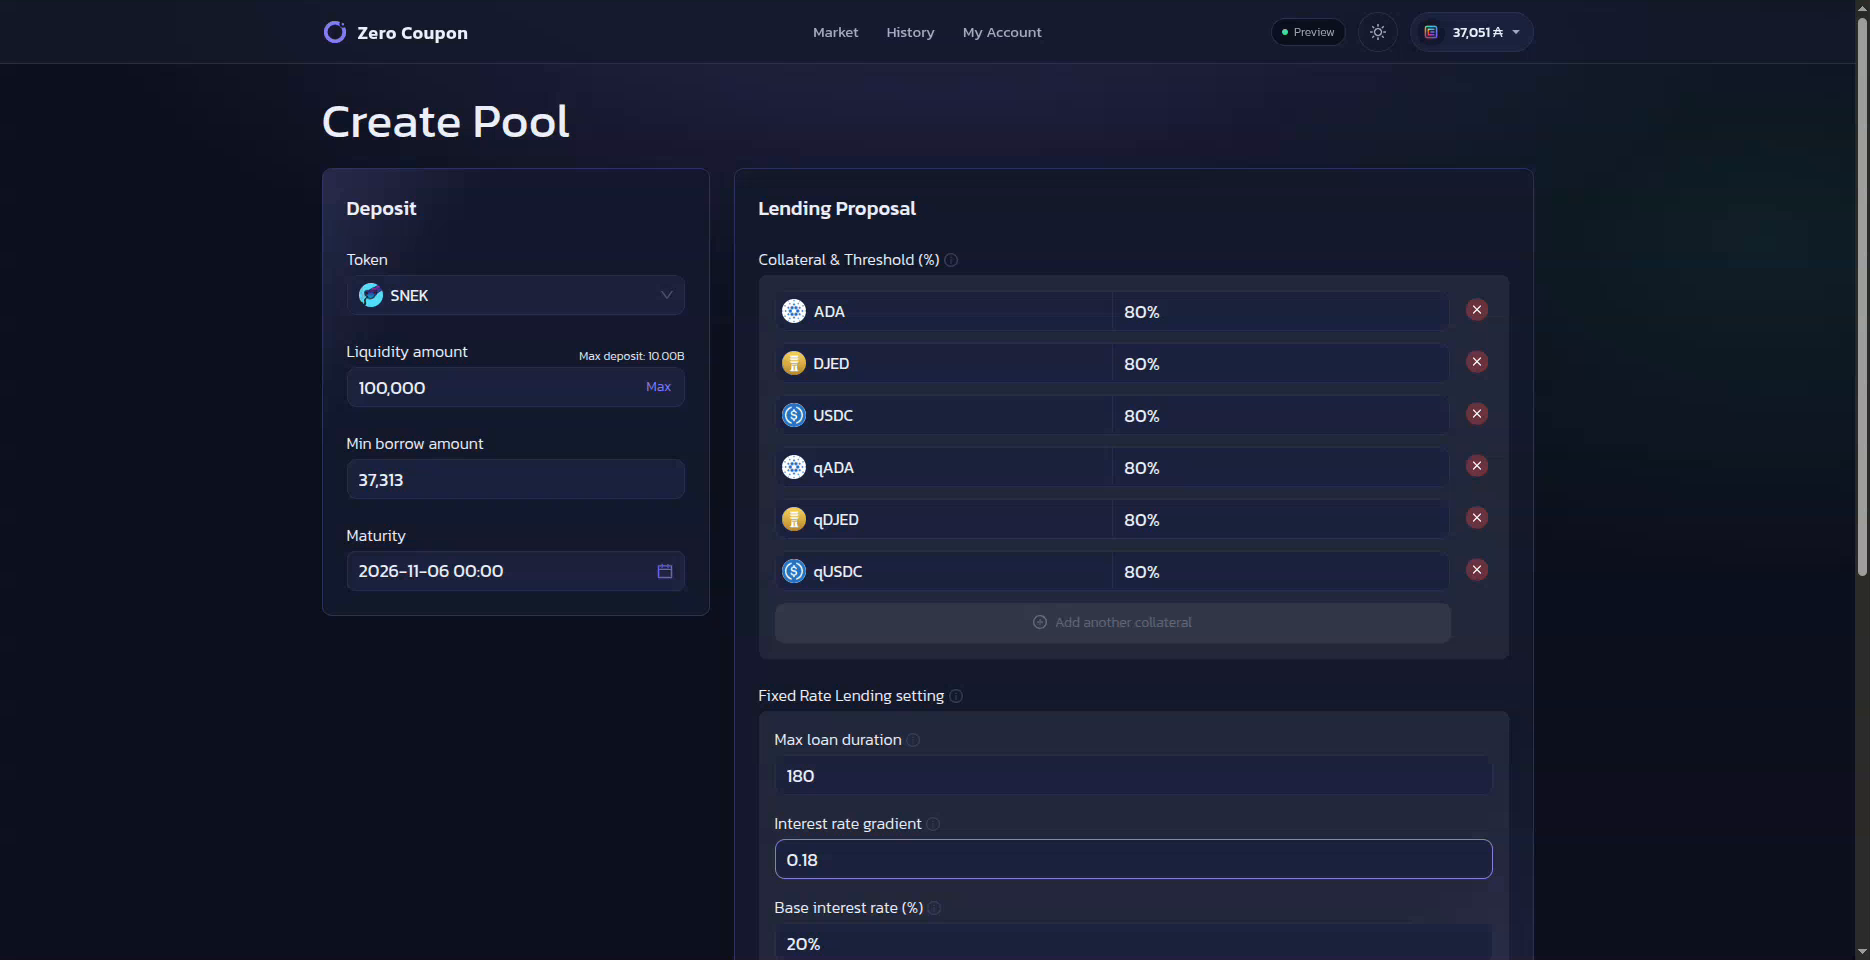 Zero Coupon
Market
History
My Account
Preview
37,051 ₳
Create Pool
Deposit
Token
SNEK
Liquidity amount
Max deposit: 10.00B
100,000
Max
Min borrow amount
37,313
Maturity
2026-11-06 00:00
Lending Proposal
Collateral & Threshold (%)
ADA 80%
DJED 80%
USDC 80%
qADA 80%
qDJED 80%
qUSDC 80%
Add another collateral
Fixed Rate Lending setting
Max loan duration
180
Interest rate gradient
0.18
Base interest rate (%)
20%